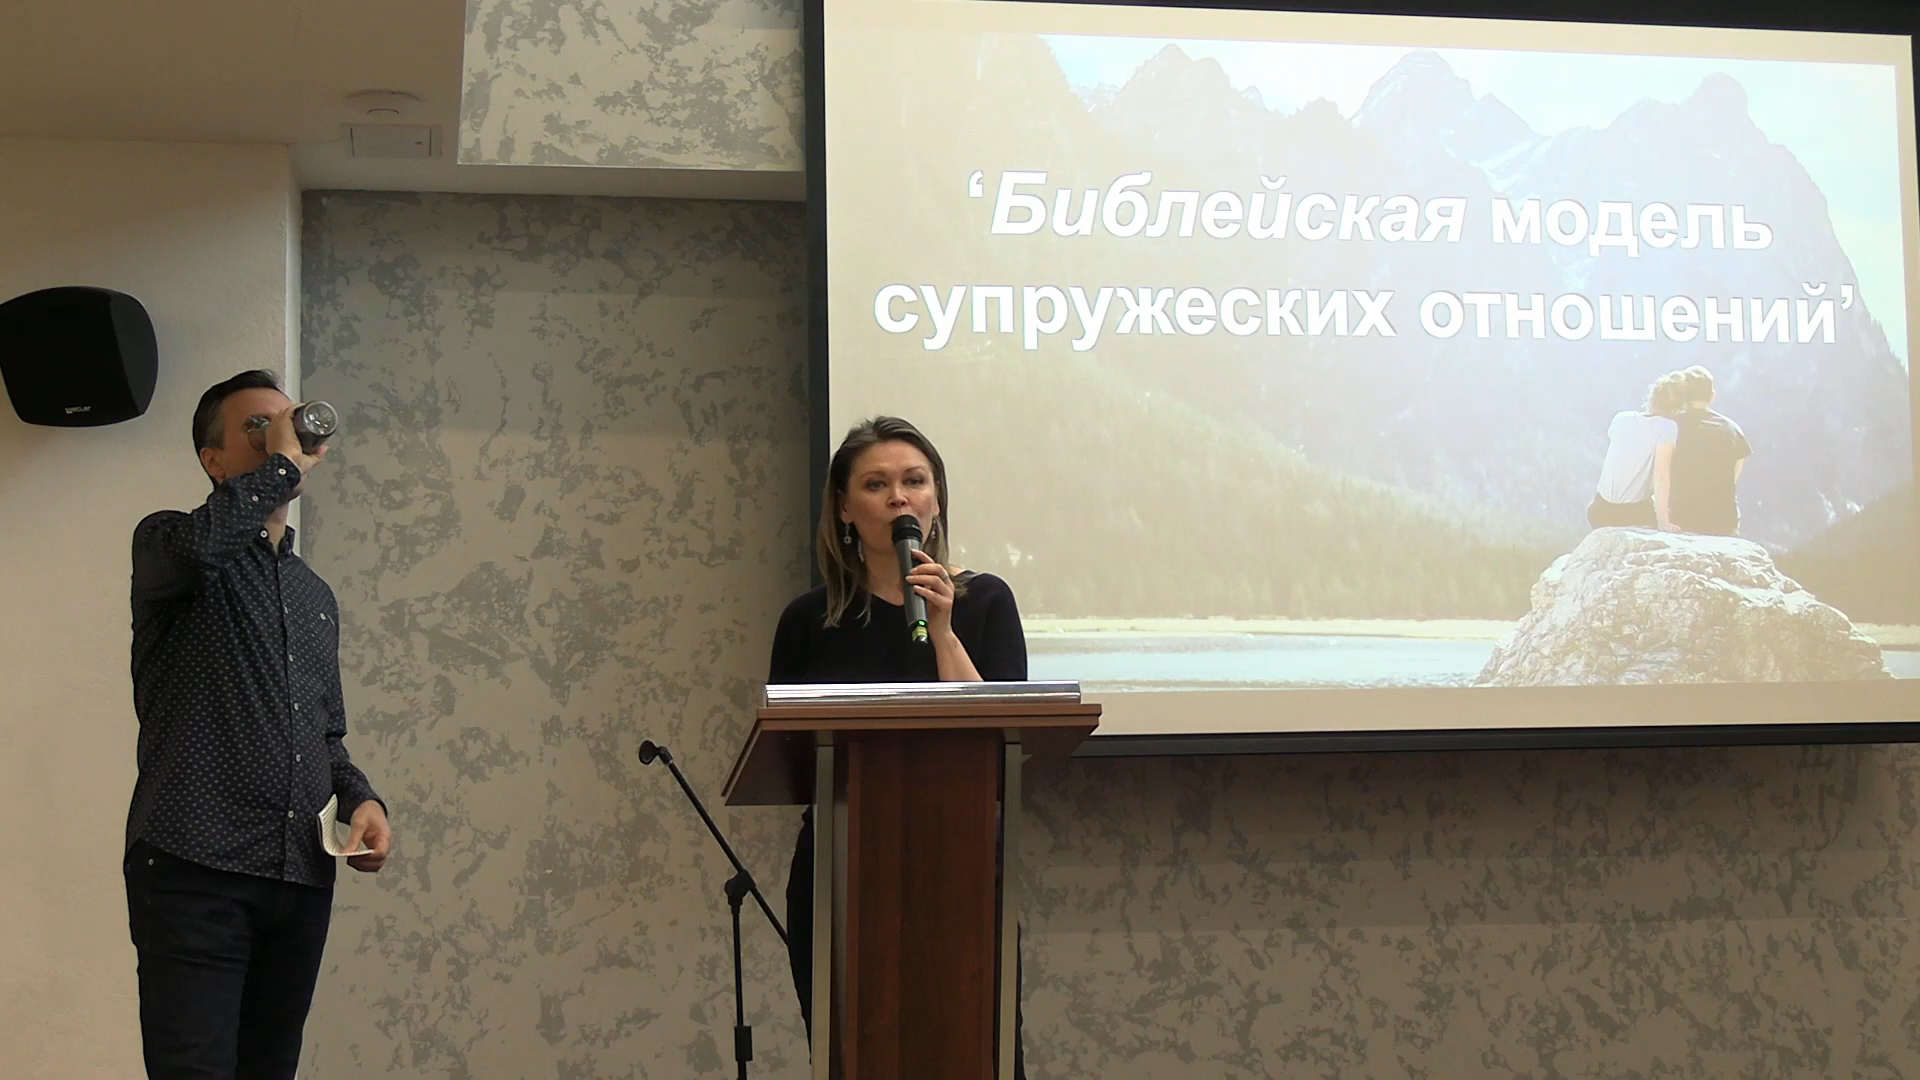 ‘Библейская модель
супружеских отношений’